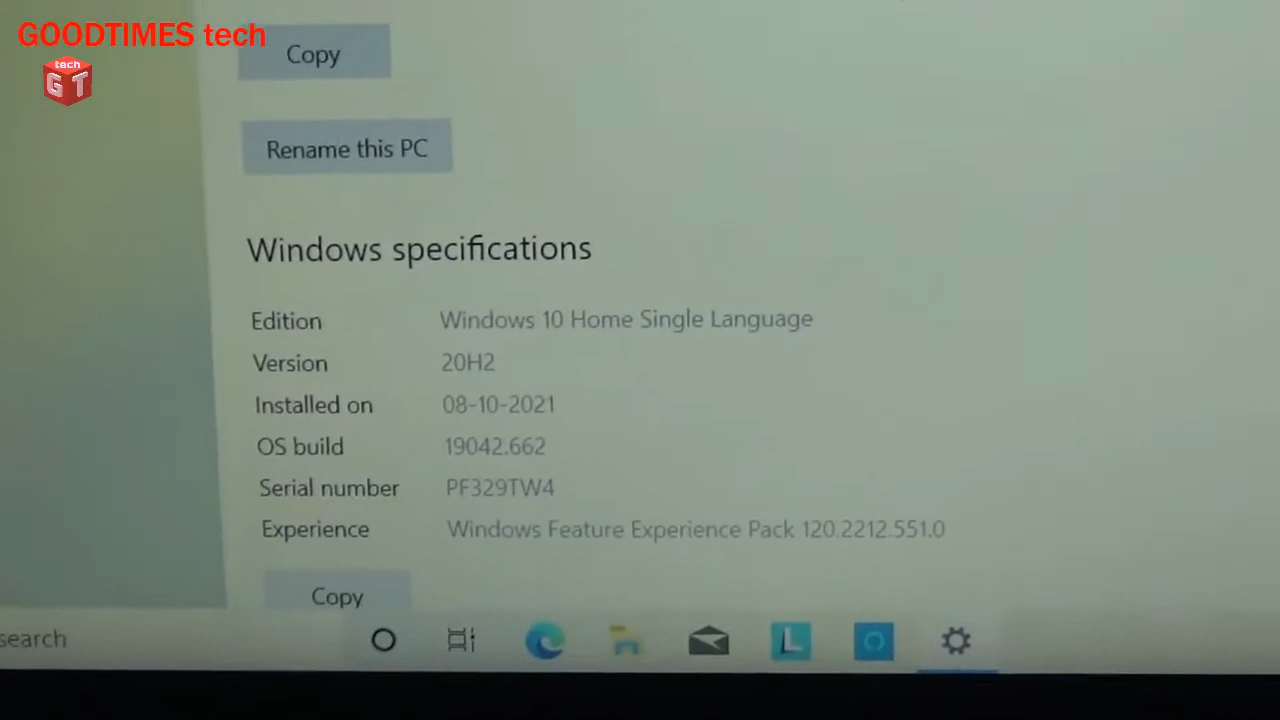 GOODTIMES tech
tech
G T
Copy
Rename this PC
Windows specifications
Edition Windows 10 Home Single Language
Version 20H2
Installed on 08-10-2021
OS build 19042.662
Serial number PF329TW4
Experience Windows Feature Experience Pack 120.2212.551.0
Copy
search
L